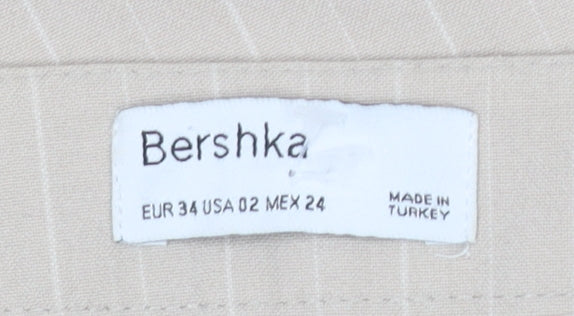 Bershka
EUR 34 USA 02 MEX 24
MADE IN
TURKEY